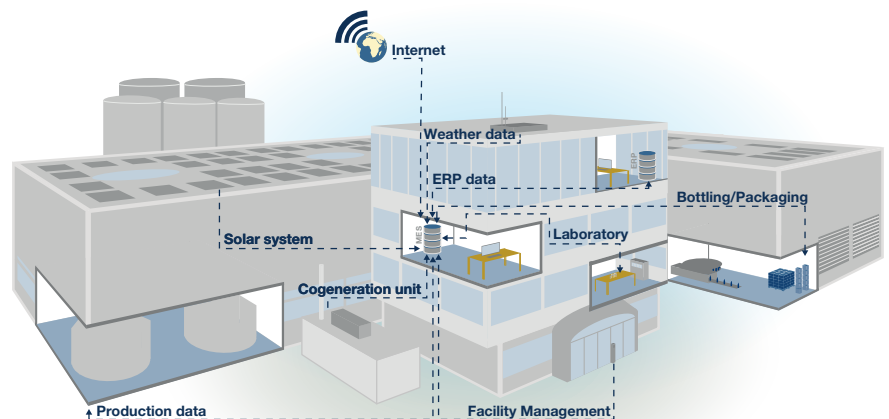 Internet
Weather data
ERP
ERP data
Bottling/Packaging
MES
Solar system
Laboratory
Cogeneration unit
Production data
Facility Management